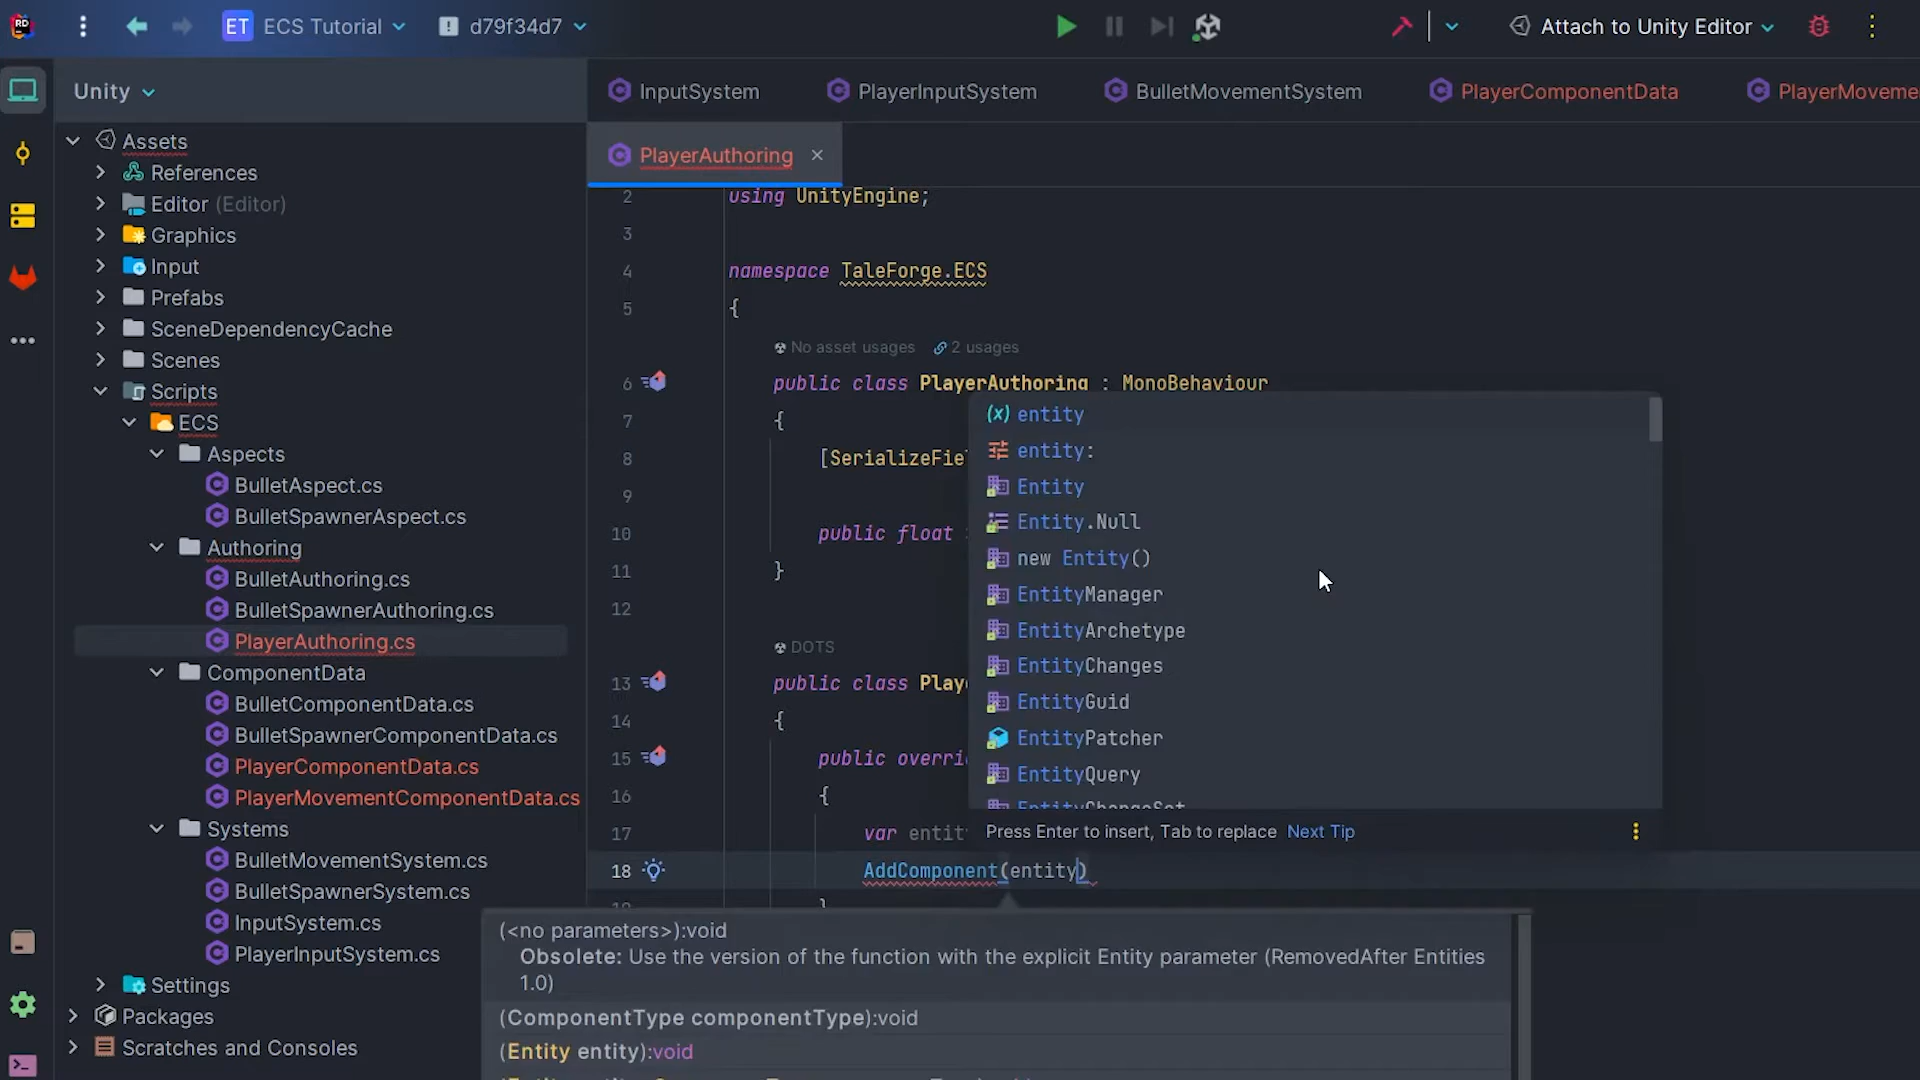 ET ECS Tutorial
d79f34d7
Attach to Unity Editor
Unity
InputSystem
PlayerInputSystem
BulletMovementSystem
PlayerComponentData
PlayerMoveme
PlayerAuthoring
Assets
References
Editor (Editor)
Graphics
Input
Prefabs
SceneDependencyCache
Scenes
Scripts
ECS
Aspects
BulletAspect.cs
BulletSpawnerAspect.cs
Authoring
BulletAuthoring.cs
BulletSpawnerAuthoring.cs
PlayerAuthoring.cs
ComponentData
BulletComponentData.cs
BulletSpawnerComponentData.cs
PlayerComponentData.cs
PlayerMovementComponentData.cs
Systems
BulletMovementSystem.cs
BulletSpawnerSystem.cs
InputSystem.cs
PlayerInputSystem.cs
Settings
Packages
Scratches and Consoles
2 using UnityEngine;
3
4 namespace TaleForge.ECS
5 {
No asset usages 2 usages
6 public class PlayerAuthoring : MonoBehaviour
7 {
8 [SerializeFiel
9
10 public float
11 }
12
DOTS
13 public class Play
14 {
15 public overri
16 {
17 var entit
18 AddComponent(entity)
}
entity
entity:
Entity
Entity.Null
new Entity()
EntityManager
EntityArchetype
EntityChanges
EntityGuid
EntityPatcher
EntityQuery
EntityChangeSet
Press Enter to insert, Tab to replace Next Tip
(<no parameters>):void
Obsolete: Use the version of the function with the explicit Entity parameter (RemovedAfter Entities
1.0)
(ComponentType componentType):void
(Entity entity):void